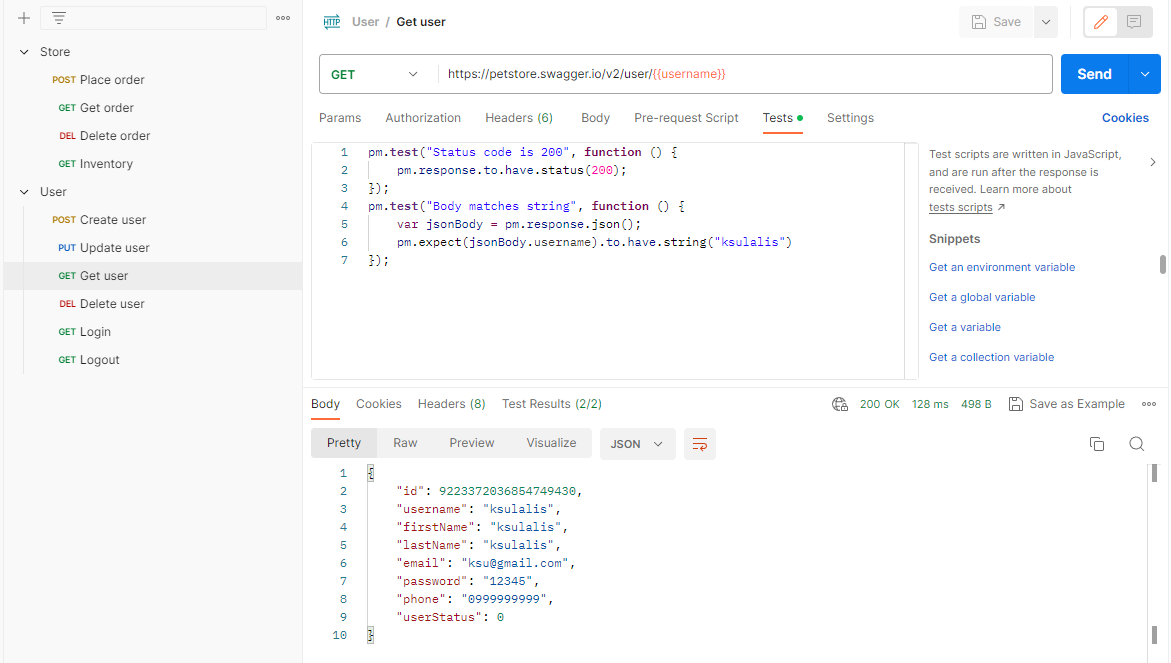 Store
POST Place order
GET Get order
DEL Delete order
GET Inventory
User
POST Create user
PUT Update user
GET Get user
DEL Delete user
GET Login
GET Logout
HTTP User / Get user
Save
GET https://petstore.swagger.io/v2/user/{{username}}
Send
Params Authorization Headers (6) Body Pre-request Script Tests Settings
Cookies
1 pm.test("Status code is 200", function () {
2 pm.response.to.have.status(200);
3 });
4 pm.test("Body matches string", function () {
5 var jsonBody = pm.response.json();
6 pm.expect(jsonBody.username).to.have.string("ksulalis")
7 });
Test scripts are written in JavaScript,
and are run after the response is
received. Learn more about
tests scripts ↗
Snippets
Get an environment variable
Get a global variable
Get a variable
Get a collection variable
Body Cookies Headers (8) Test Results (2/2)
200 OK 128 ms 498 B Save as Example
Pretty Raw Preview Visualize JSON
1 {
2 "id": 9223372036854749430,
3 "username": "ksulalis",
4 "firstName": "ksulalis",
5 "lastName": "ksulalis",
6 "email": "ksu@gmail.com",
7 "password": "12345",
8 "phone": "0999999999",
9 "userStatus": 0
10 }